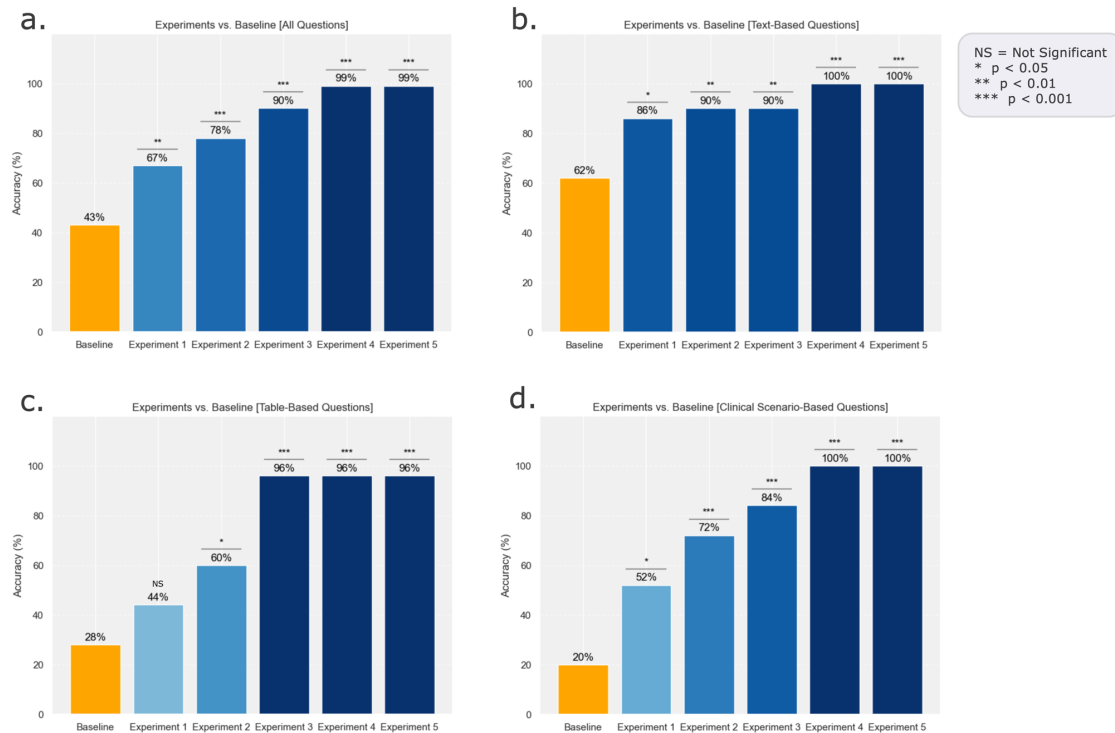 a.
Experiments vs. Baseline [All Questions]
Accuracy (%)
100
80
60
40
20
0
43%
**
67%
***
78%
***
90%
***
99%
***
99%
Baseline
Experiment 1
Experiment 2
Experiment 3
Experiment 4
Experiment 5
b.
Experiments vs. Baseline [Text-Based Questions]
Accuracy (%)
100
80
60
40
20
0
62%
*
86%
**
90%
**
90%
***
100%
***
100%
Baseline
Experiment 1
Experiment 2
Experiment 3
Experiment 4
Experiment 5
NS = Not Significant
* p < 0.05
** p < 0.01
*** p < 0.001
c.
Experiments vs. Baseline [Table-Based Questions]
Accuracy (%)
100
80
60
40
20
0
28%
NS
44%
*
60%
***
96%
***
96%
***
96%
Baseline
Experiment 1
Experiment 2
Experiment 3
Experiment 4
Experiment 5
d.
Experiments vs. Baseline [Clinical Scenario-Based Questions]
Accuracy (%)
100
80
60
40
20
0
20%
*
52%
***
72%
***
84%
***
100%
***
100%
Baseline
Experiment 1
Experiment 2
Experiment 3
Experiment 4
Experiment 5